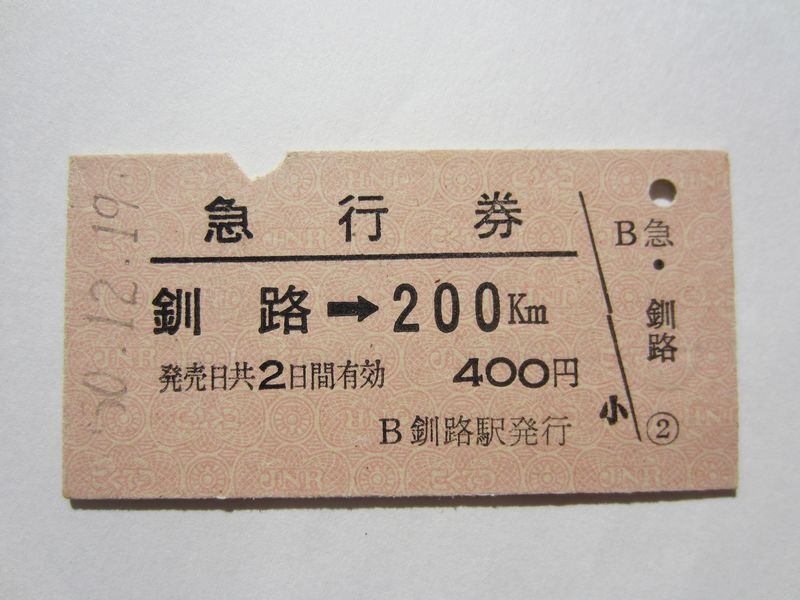 急行券
釧路➡200Km
発売日共2日間有効 400円
B 釧路駅発行
小
B急・釧路
②
50.12.19.